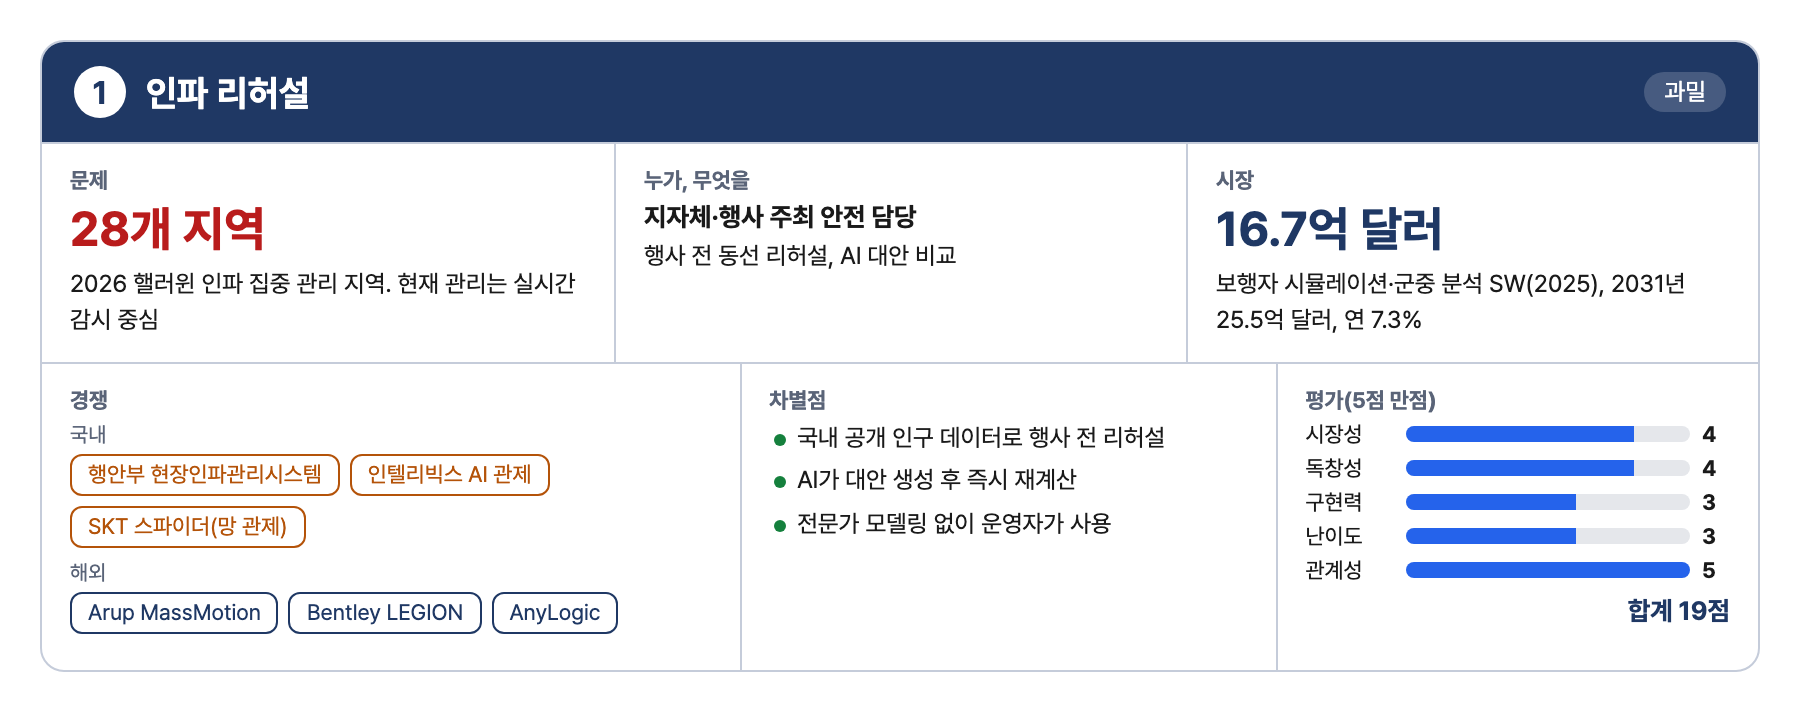 1 인파 리허설
과밀
문제
28개 지역
2026 핼러윈 인파 집중 관리 지역. 현재 관리는 실시간
감시 중심
누가, 무엇을
지자체·행사 주최 안전 담당
행사 전 동선 리허설, AI 대안 비교
시장
16.7억 달러
보행자 시뮬레이션·군중 분석 SW(2025), 2031년
25.5억 달러, 연 7.3%
경쟁
국내
행안부 현장인파관리시스템
인텔리빅스 AI 관제
SKT 스파이더(망 관제)
해외
Arup MassMotion
Bentley LEGION
AnyLogic
차별점
국내 공개 인구 데이터로 행사 전 리허설
AI가 대안 생성 후 즉시 재계산
전문가 모델링 없이 운영자가 사용
평가(5점 만점)
시장성 4
독창성 4
구현력 3
난이도 3
관계성 5
합계 19점